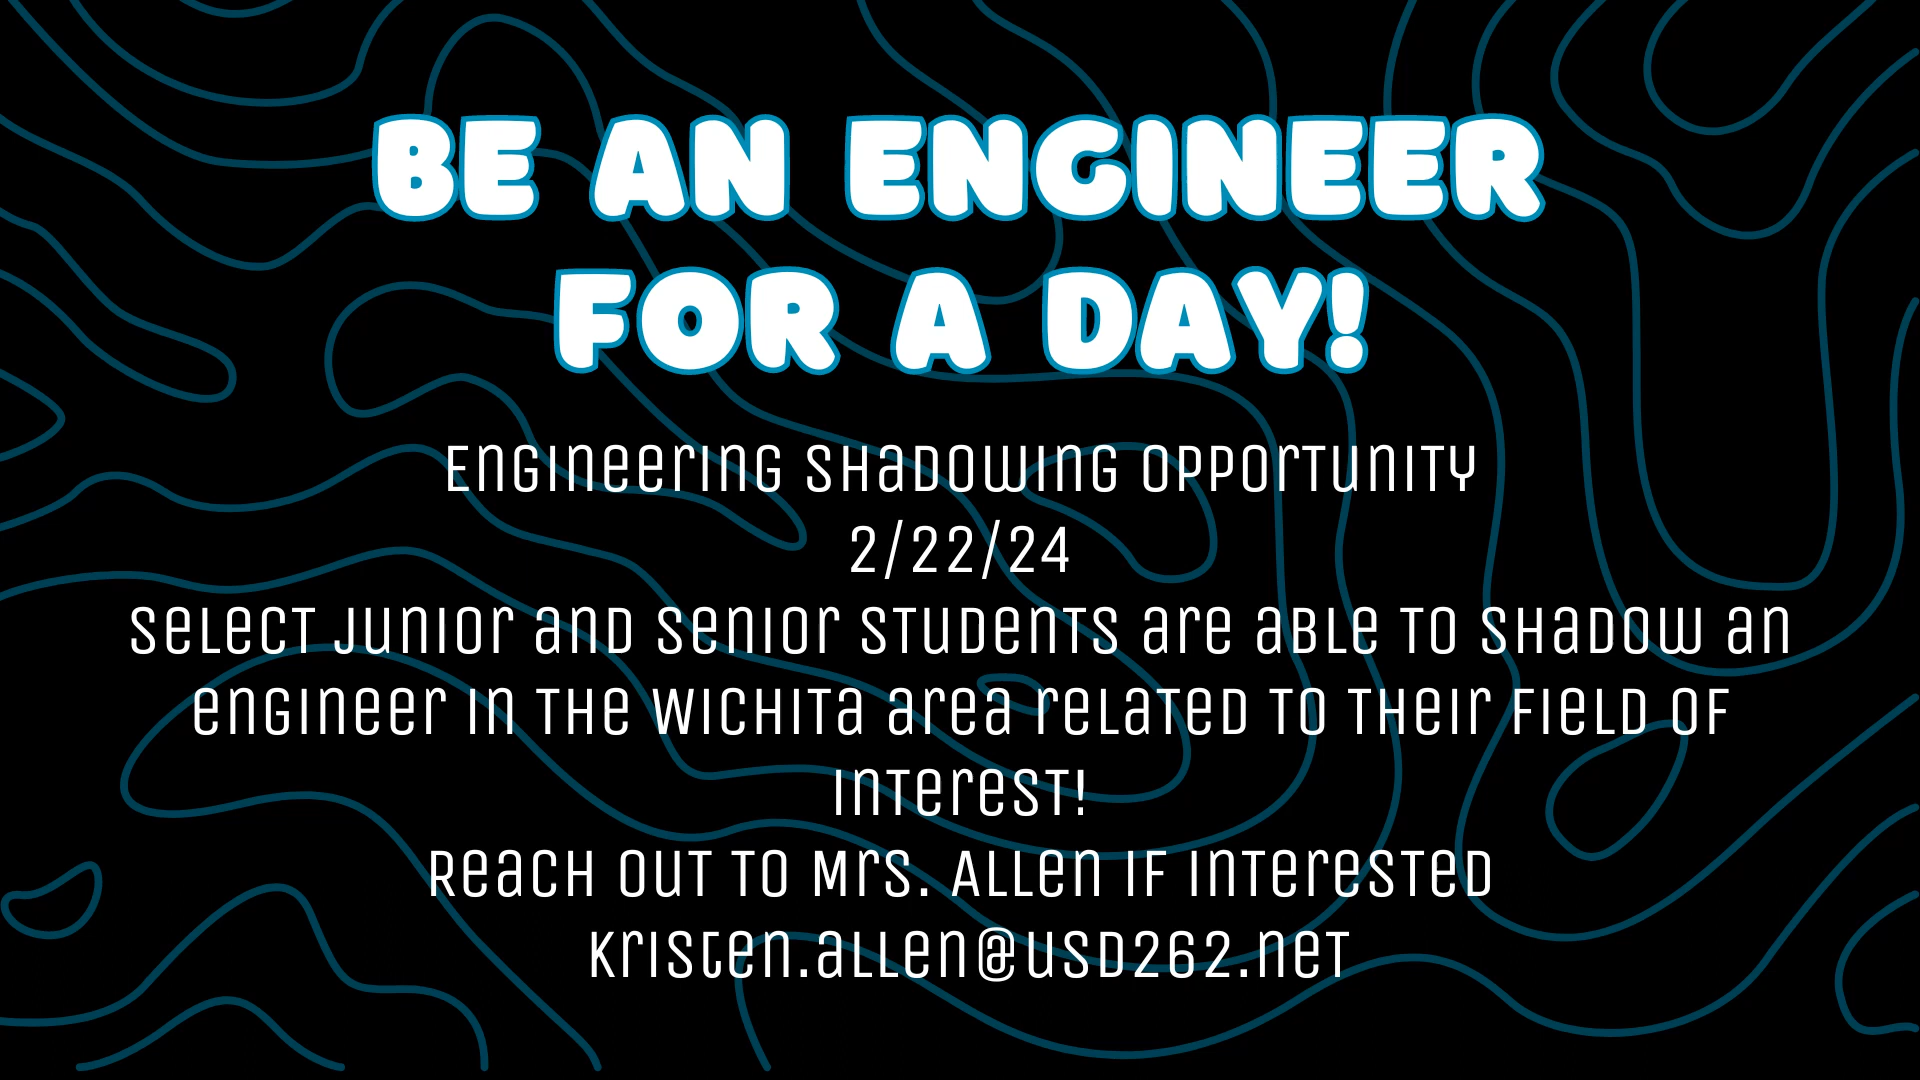 BE AN ENGINEER
FOR A DAY!
Engineering Shadowing Opportunity
2/22/24
Select junior and senior students are able to shadow an
engineer in the Wichita area related to their field of
interest!
Reach out to Mrs. Allen if interested
kristen.allen@usd262.net